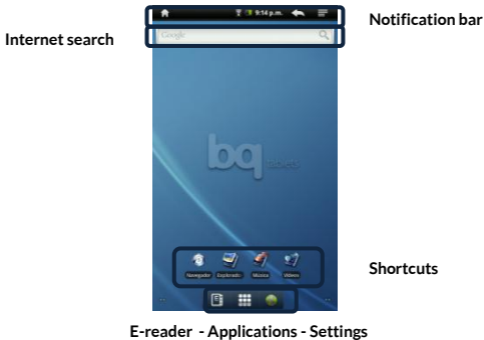 Notification bar
9:14 p.m.
Internet search
Google
bq
Navegador Explorador Música Vídeos
Shortcuts
E-reader - Applications - Settings